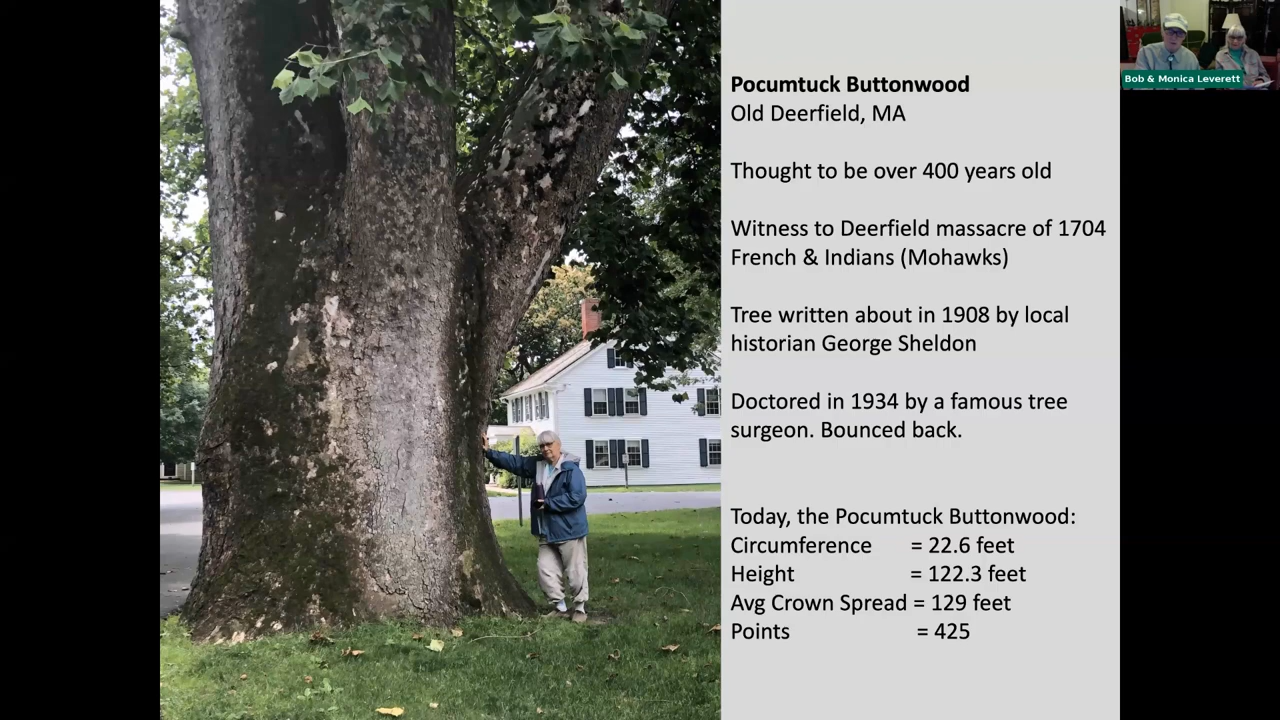 Bob & Monica Leverett
Pocumtuck Buttonwood
Old Deerfield, MA
Thought to be over 400 years old
Witness to Deerfield massacre of 1704
French & Indians (Mohawks)
Tree written about in 1908 by local
historian George Sheldon
Doctored in 1934 by a famous tree
surgeon. Bounced back.
Today, the Pocumtuck Buttonwood:
Circumference = 22.6 feet
Height = 122.3 feet
Avg Crown Spread = 129 feet
Points = 425